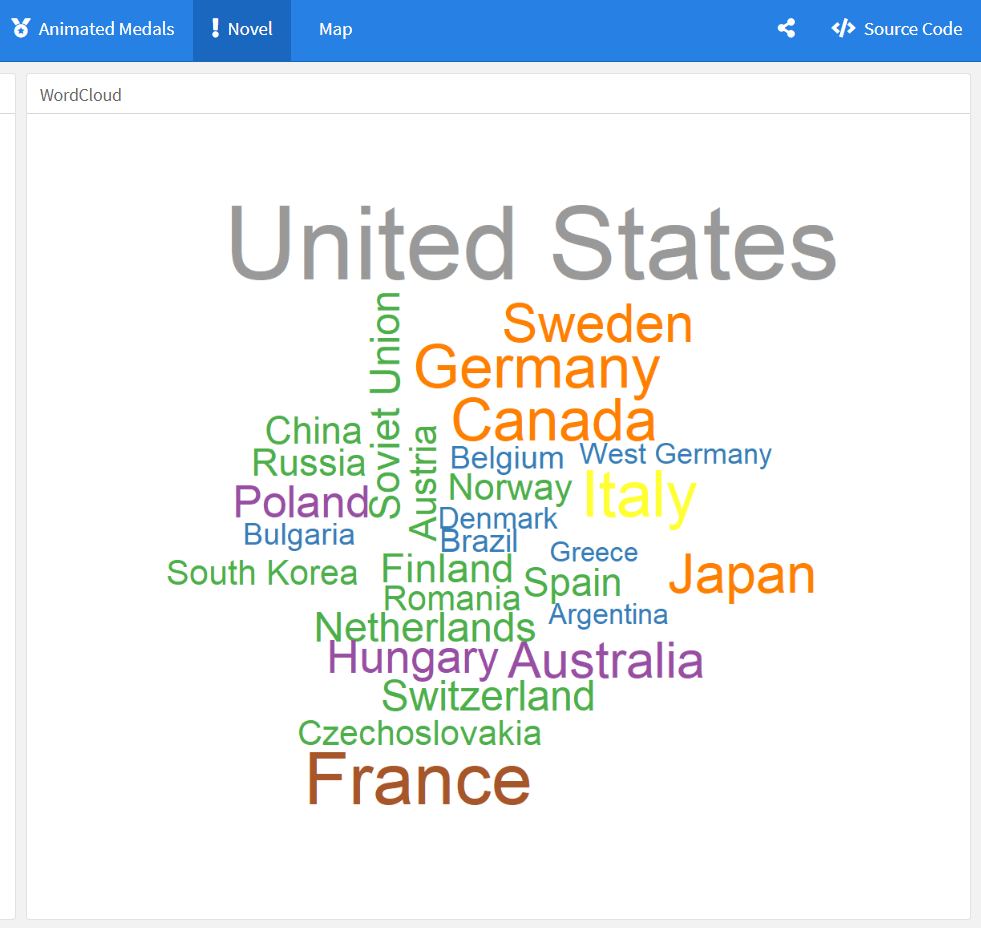 Animated Medals
Novel
Map
Source Code
WordCloud
United States
Soviet Union
Sweden
Germany
Canada
China
Austria
Russia
Belgium
West Germany
Poland
Norway
Italy
Bulgaria
Denmark
Brazil
Greece
South Korea
Finland
Spain
Japan
Romania
Argentina
Netherlands
Hungary
Australia
Switzerland
Czechoslovakia
France